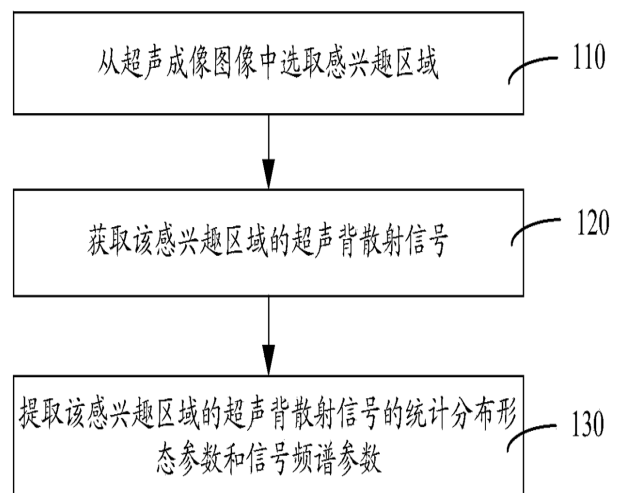 从超声成像图像中选取感兴趣区域
110
获取该感兴趣区域的超声背散射信号
120
提取该感兴趣区域的超声背散射信号的统计分布形
态参数和信号频谱参数
130